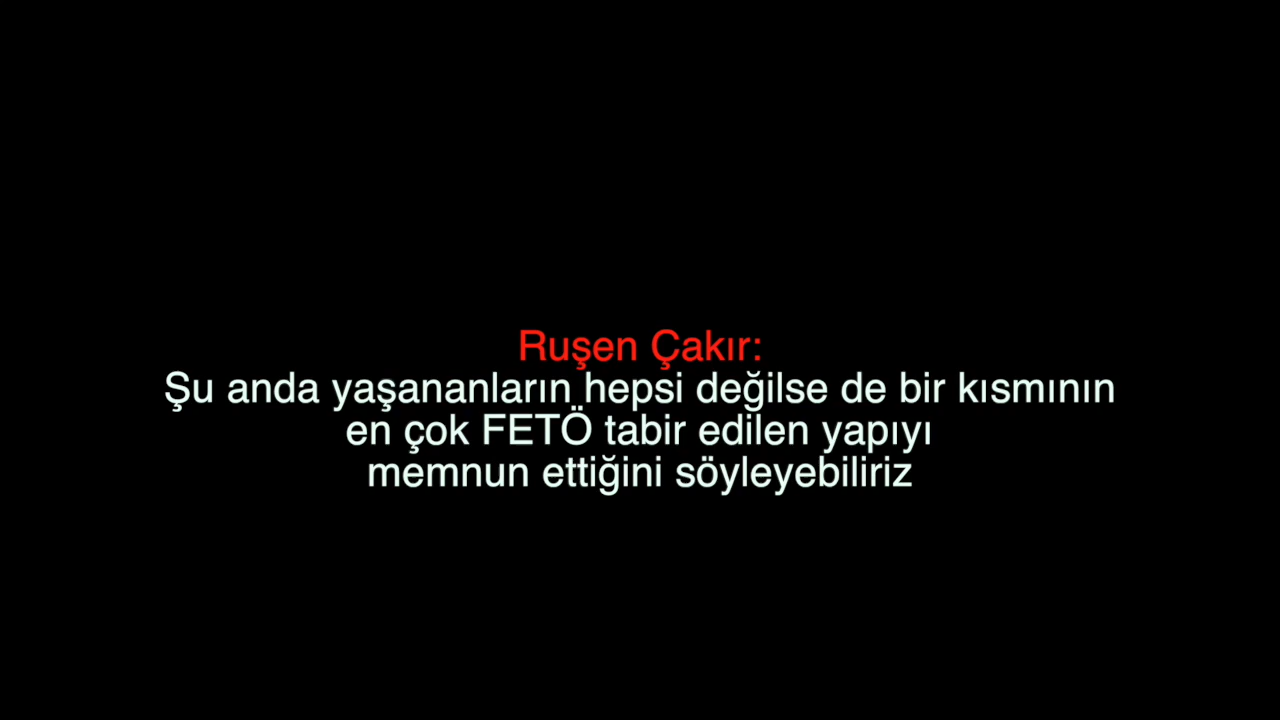 Ruşen Çakır:
Şu anda yaşananların hepsi değilse de bir kısmının
en çok FETÖ tabir edilen yapıyı
memnun ettiğini söyleyebiliriz